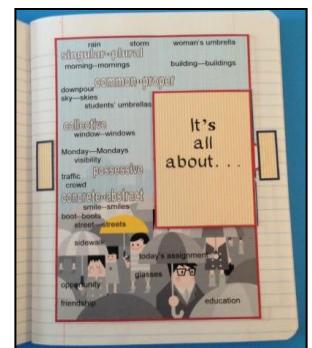 rain storm woman's umbrella
singular-plural
morning--mornings building—buildings
common-proper
downpour
sky—skies
students' umbrellas
collective
window--windows
It's
all
about. . .
Monday—Mondays
visibility
possessive
traffic
crowd
concrete-abstract
smile--smiles
boot--boots
street—streets
sidewalk
today's assignment
glasses
opportunity
friendship education